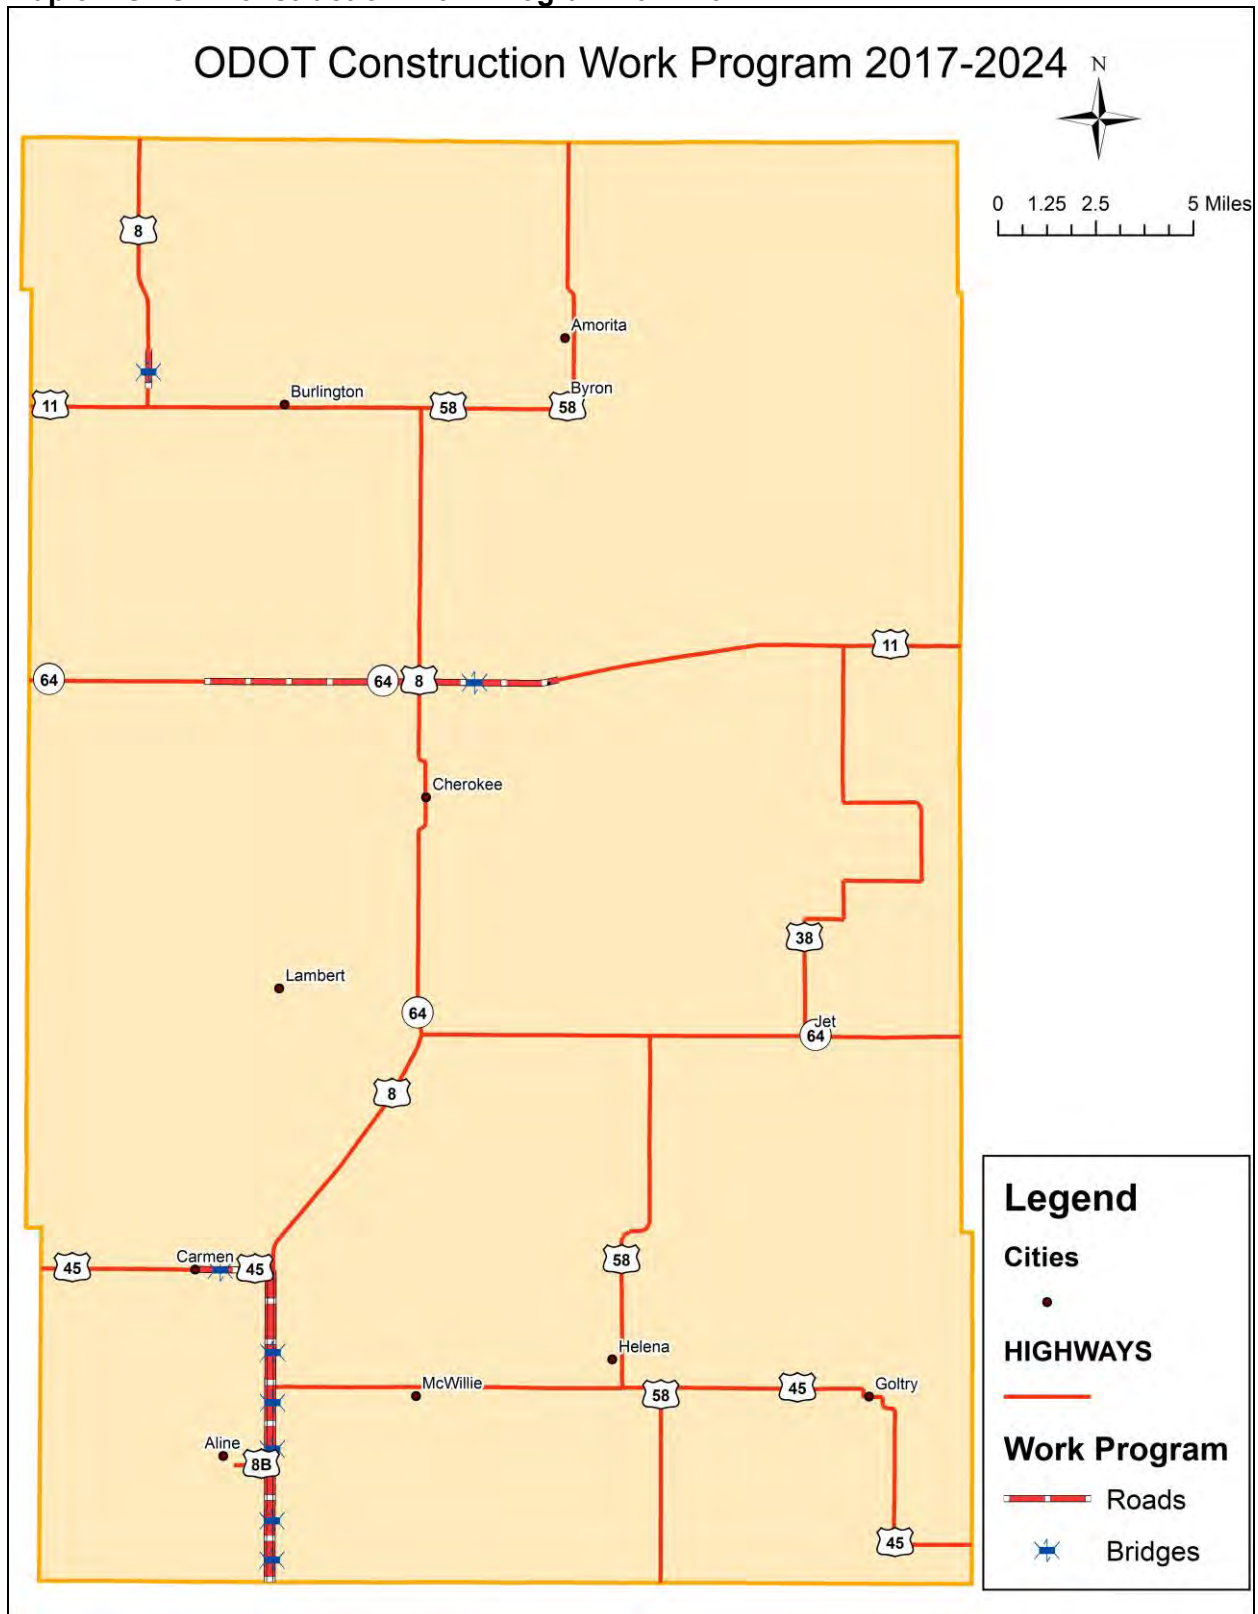 ODOT Construction Work Program 2017-2024
N
0 1.25 2.5 5 Miles
8
Amorita
Byron
Burlington
11
58
58
11
64
64
8
Cherokee
38
Lambert
64
Jet
64
8
Carmen
45
45
58
Helena
McWillie
58
45
Goltry
Aline
8B
45
Legend
Cities
HIGHWAYS
Work Program
Roads
Bridges